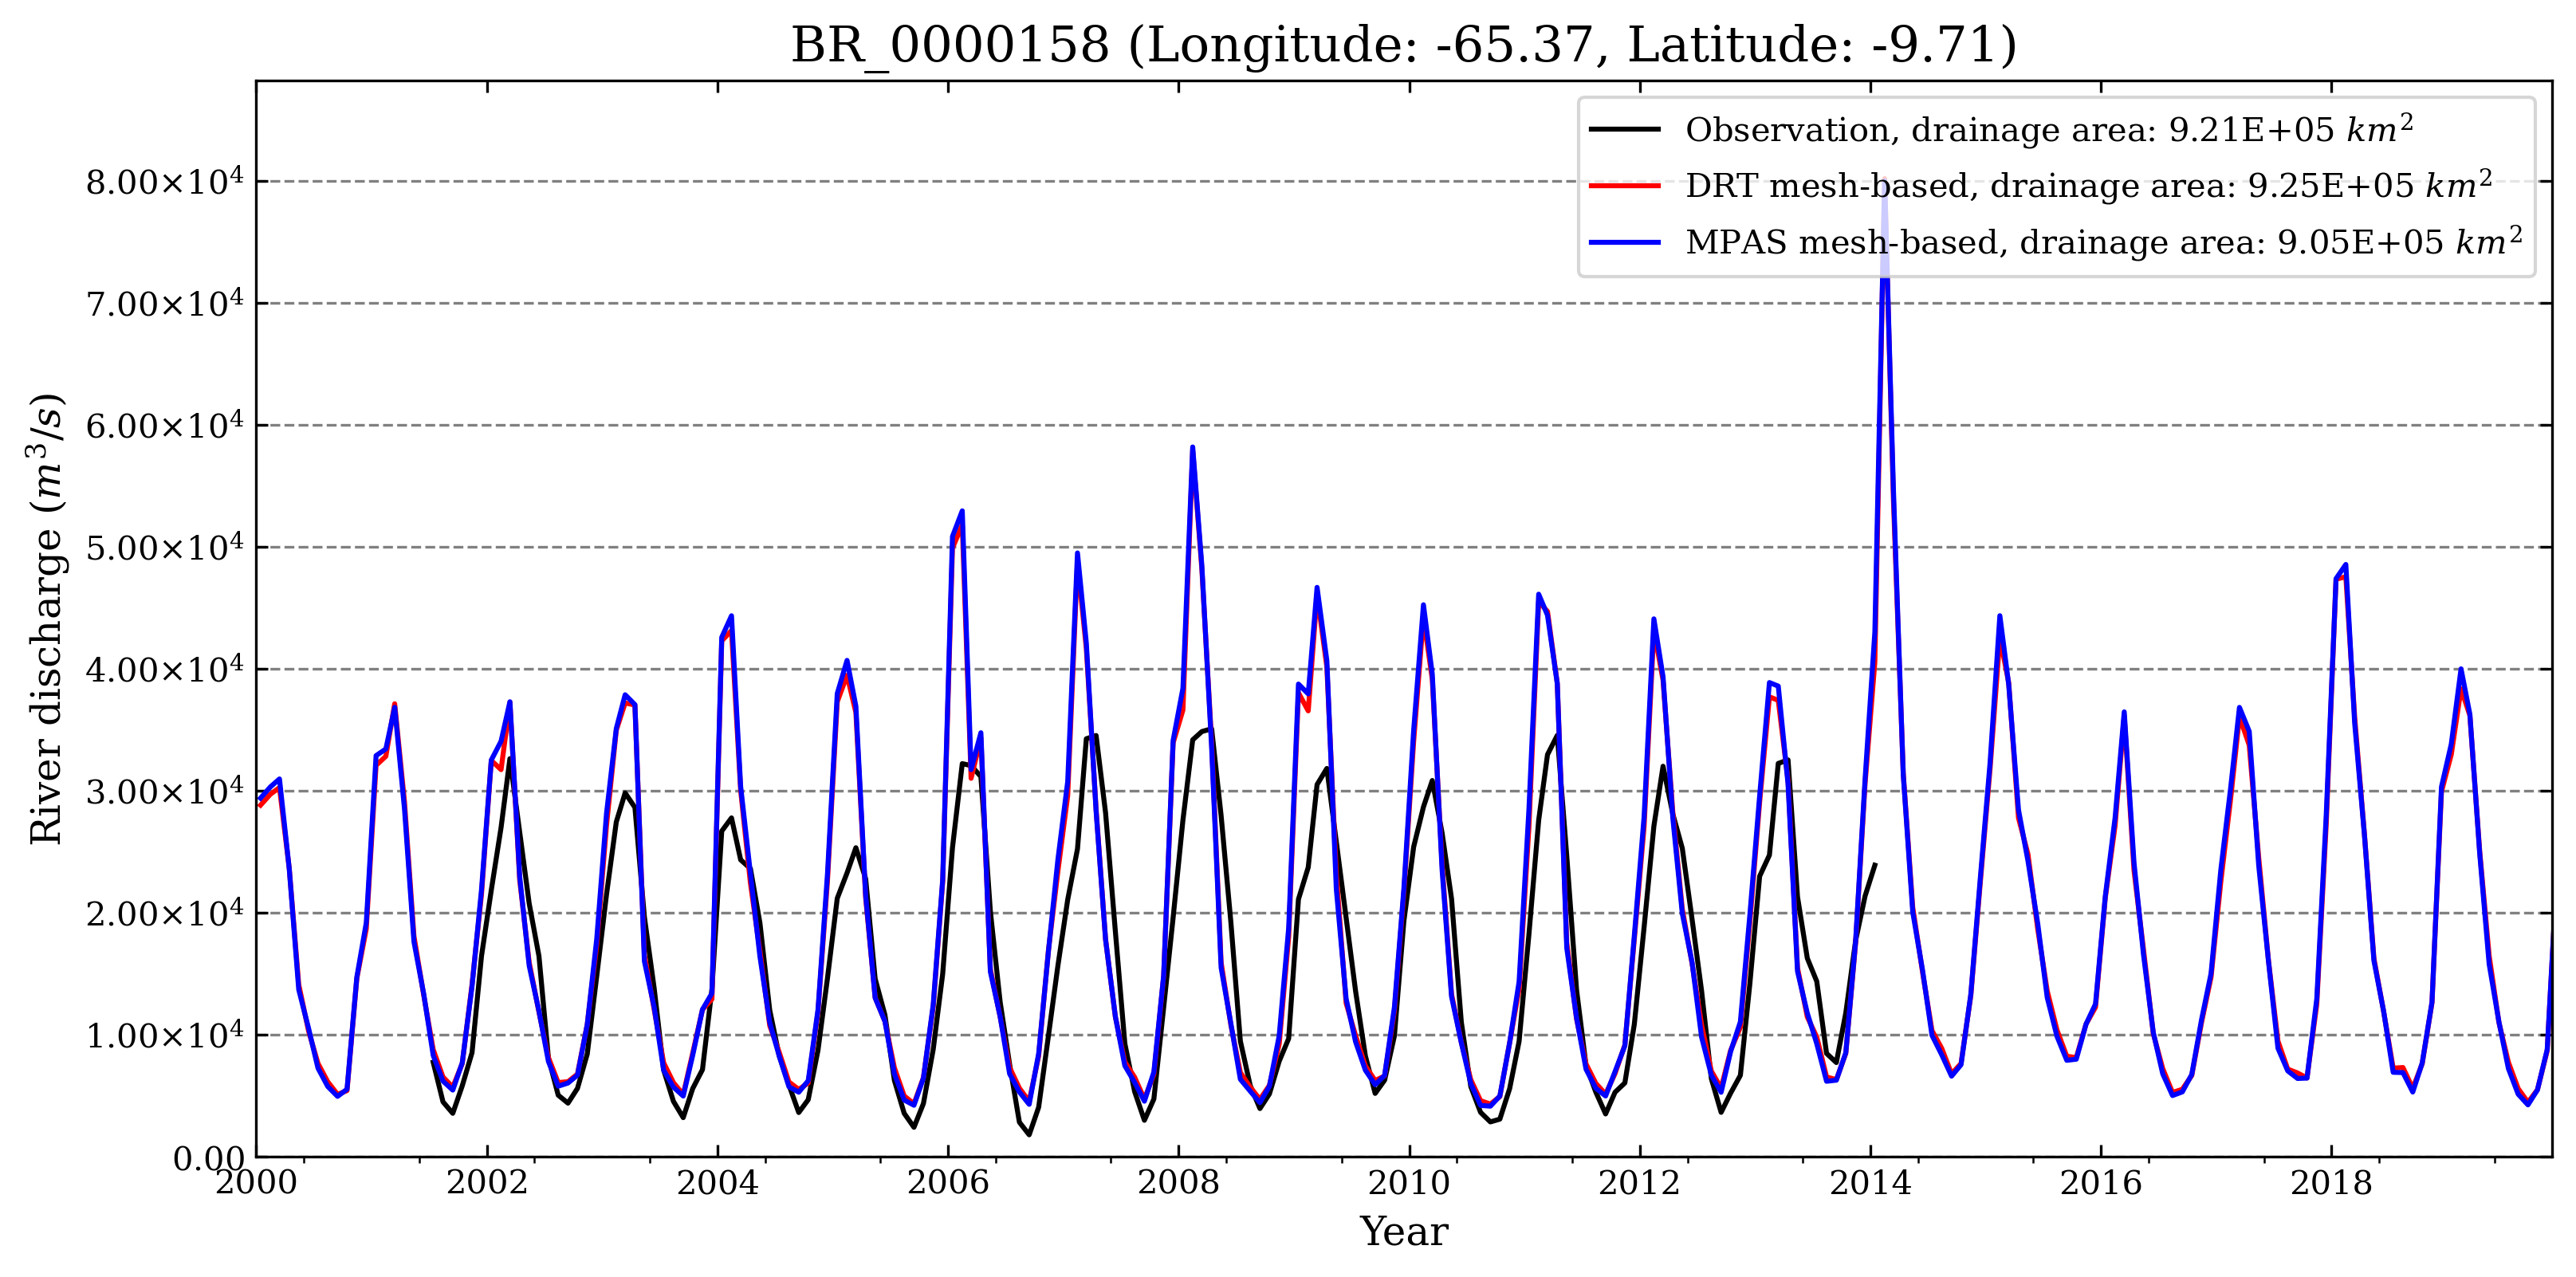 BR_0000158 (Longitude: -65.37, Latitude: -9.71)
Observation, drainage area: 9.21E+05 km²
DRT mesh-based, drainage area: 9.25E+05 km²
MPAS mesh-based, drainage area: 9.05E+05 km²
River discharge (m³/s)
8.00×10⁴
7.00×10⁴
6.00×10⁴
5.00×10⁴
4.00×10⁴
3.00×10⁴
2.00×10⁴
1.00×10⁴
0.00
2000 2002 2004 2006 2008 2010 2012 2014 2016 2018
Year